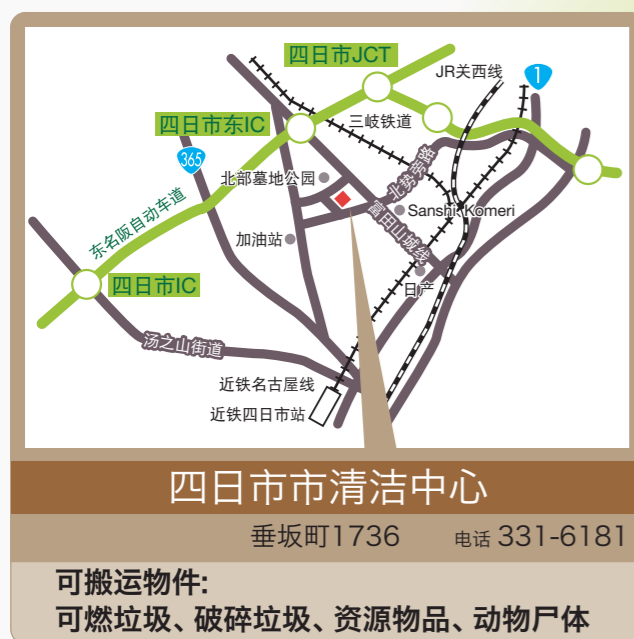 四日市JCT
JR关西线
1
四日市东IC
三岐铁道
365
北部墓地公园
北势旁路
Sanshi, Komeri
富田山城线
东名阪自动车道
加油站
四日市IC
日产
汤之山街道
近铁名古屋线
近铁四日市站
四日市市清洁中心
垂坂町1736 电话 331-6181
可搬运物件:
可燃垃圾、破碎垃圾、资源物品、动物尸体